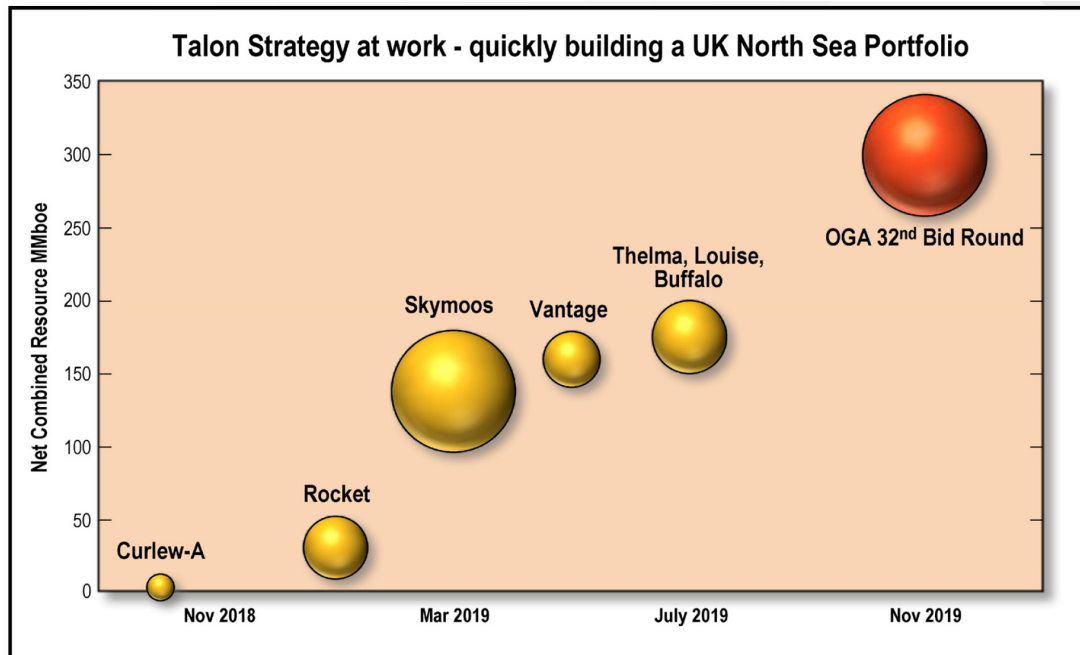 Talon Strategy at work - quickly building a UK North Sea Portfolio
Net Combined Resource MMboe
350
300
250
200
150
100
50
0
OGA 32nd Bid Round
Thelma, Louise,
Buffalo
Skymoos
Vantage
Rocket
Curlew-A
Nov 2018
Mar 2019
July 2019
Nov 2019